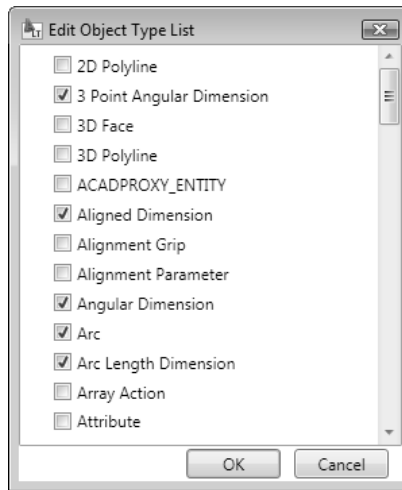 LT Edit Object Type List
2D Polyline
3 Point Angular Dimension
3D Face
3D Polyline
ACADPROXY_ENTITY
Aligned Dimension
Alignment Grip
Alignment Parameter
Angular Dimension
Arc
Arc Length Dimension
Array Action
Attribute
OK Cancel